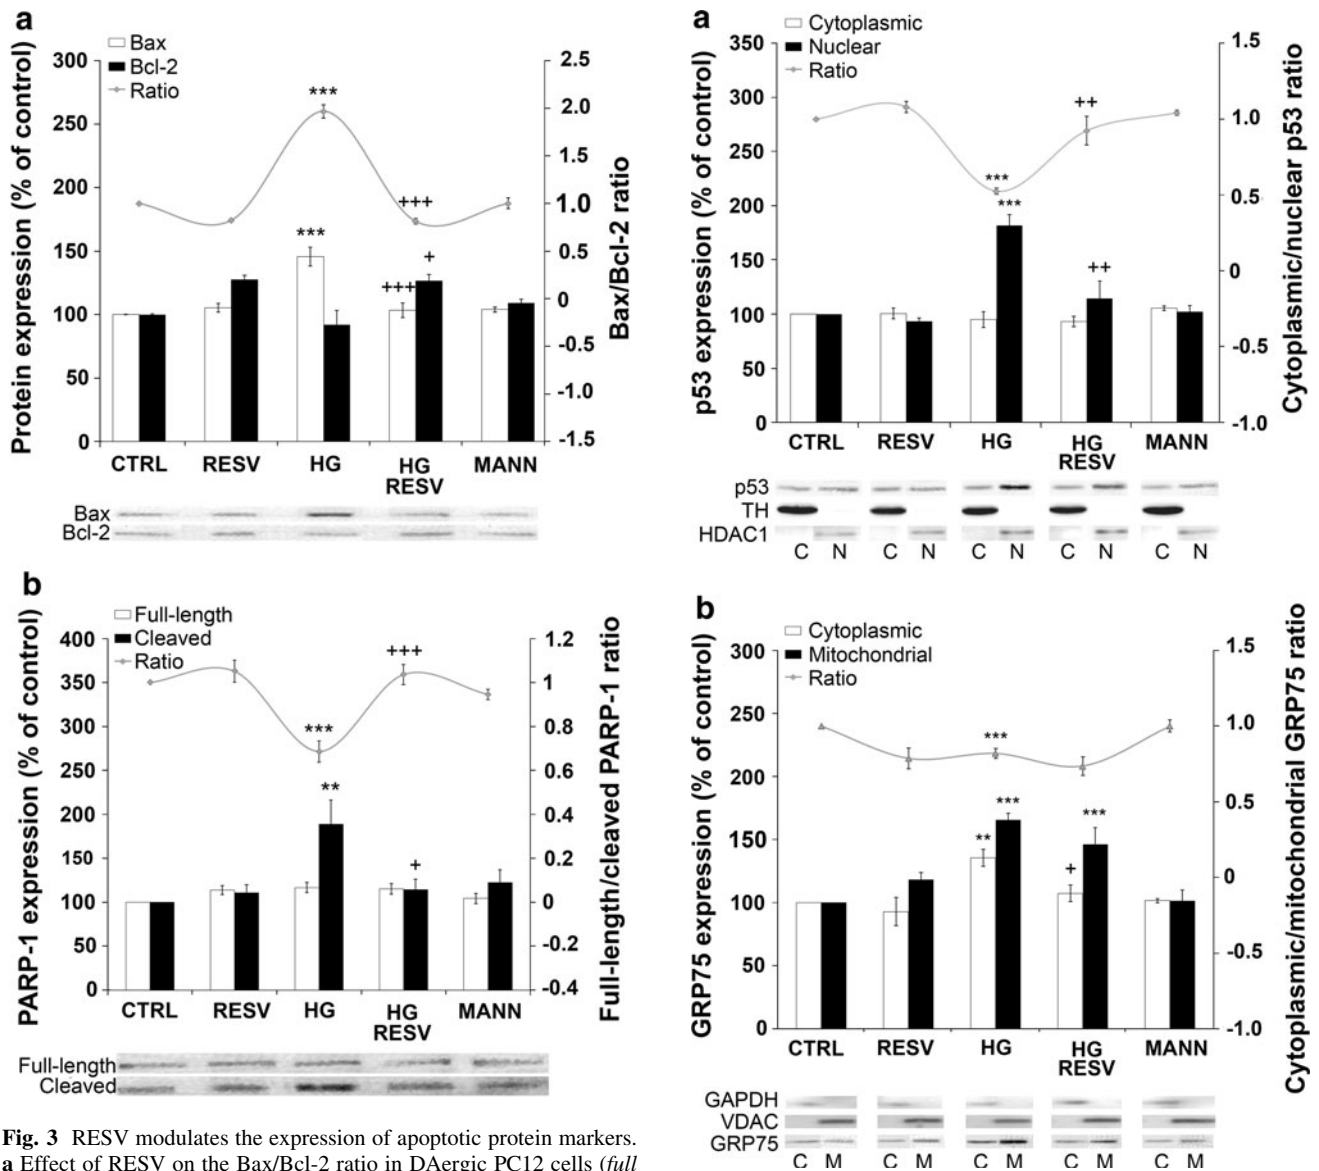 a
Bax
Bcl-2
Ratio
Protein expression (% of control)
300
250
200
150
100
50
0
***
***
+++
+++
+
2.5
2.0
1.5
1.0
0.5
0
-0.5
-1.0
-1.5
Bax/Bcl-2 ratio
CTRL RESV HG HG MANN
RESV
Bax
Bcl-2
b
Full-length
Cleaved
Ratio
PARP-1 expression (% of control)
400
350
300
250
200
150
100
50
0
***
**
+++
+
1.2
1
0.8
0.6
0.4
0.2
0
-0.2
-0.4
Full-length/cleaved PARP-1 ratio
CTRL RESV HG HG MANN
RESV
Full-length
Cleaved
Fig. 3 RESV modulates the expression of apoptotic protein markers.
a Effect of RESV on the Bax/Bcl-2 ratio in DAergic PC12 cells (full
a
Cytoplasmic
Nuclear
Ratio
p53 expression (% of control)
350
300
250
200
150
100
50
0
***
***
++
++
1.5
1.0
0.5
0
-0.5
-1.0
Cytoplasmic/nuclear p53 ratio
CTRL RESV HG HG MANN
RESV
p53
TH
HDAC1
C N C N C N C N C N
b
Cytoplasmic
Mitochondrial
Ratio
GRP75 expression (% of control)
300
250
200
150
100
50
0
***
**
***
+
***
1.5
1.0
0.5
0
-0.5
-1.0
Cytoplasmic/mitochondrial GRP75 ratio
CTRL RESV HG HG MANN
RESV
GAPDH
VDAC
GRP75
C M C M C M C M C M